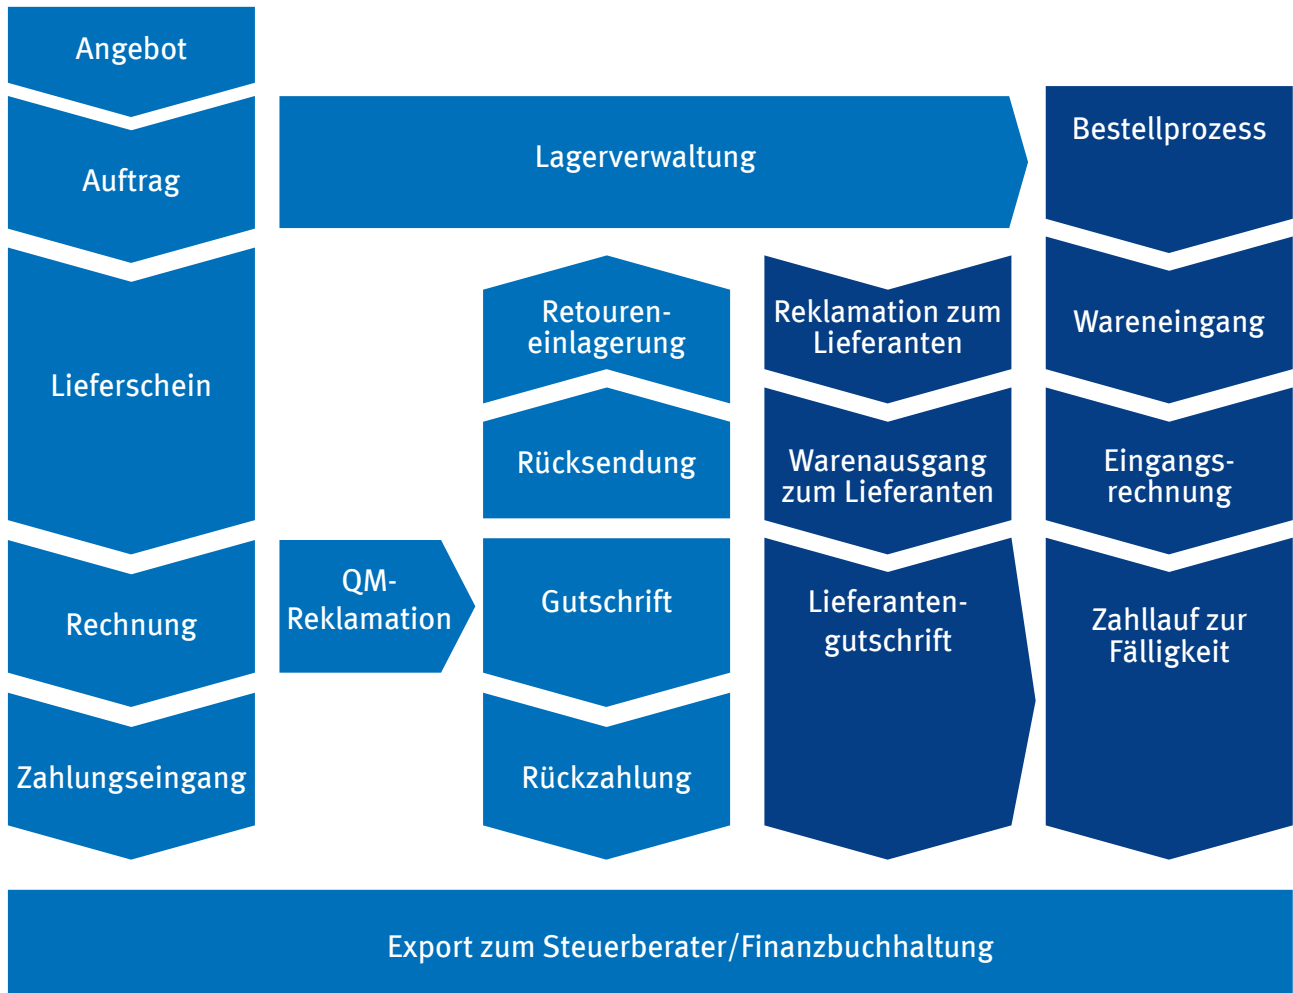 Angebot
Auftrag
Lieferschein
Rechnung
Zahlungseingang
Lagerverwaltung
QM-
Reklamation
Retouren-
einlagerung
Rücksendung
Gutschrift
Rückzahlung
Reklamation zum
Lieferanten
Warenausgang
zum Lieferanten
Lieferanten-
gutschrift
Bestellprozess
Wareneingang
Eingangs-
rechnung
Zahllauf zur
Fälligkeit
Export zum Steuerberater/Finanzbuchhaltung